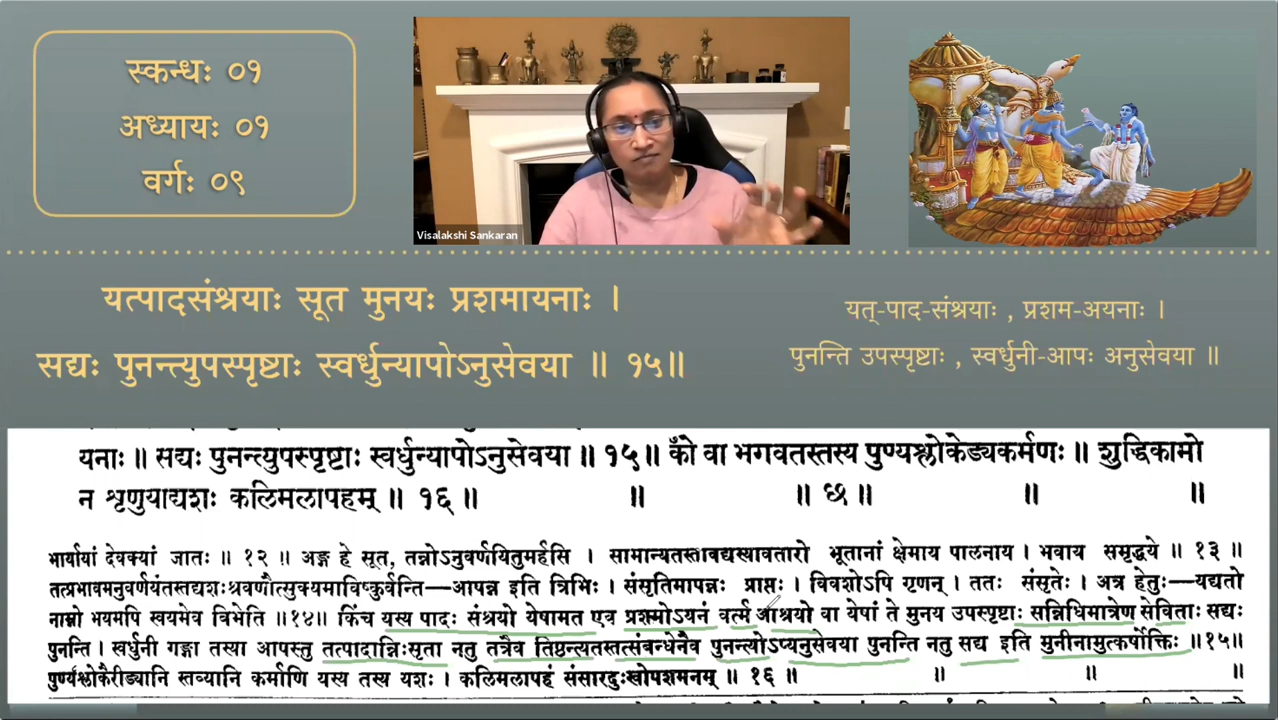 स्कन्धः ०१
अध्यायः ०१
वर्गः ०९
Visalakshi Sankaran
यत्पादसंश्रयाः सूत मुनयः प्रशमायनाः ।
सद्यः पुनन्त्युपस्पृष्टाः स्वर्धुन्यापोऽनुसेवया ॥ १५॥
यत्-पाद-संश्रयाः , प्रशम-अयनाः ।
पुनन्ति उपस्पृष्टाः , स्वर्धुनी-आपः अनुसेवया ॥
यनाः ॥ सद्यः पुनन्त्युपस्पृष्टाः स्वर्धुन्यापोऽनुसेवया ॥ १५॥ को वा भगवतस्तस्य पुण्यश्लोकेड्यकर्मणः ॥ शुद्धिकामो
न श्रृणुयाद्यशः कलिमलापहम् ॥ १६ ॥ ॥ ॥ छ ॥ ॥ ॥
भार्यायां देवक्यां जातः ॥ १२ ॥ अङ्ग हे सूत, तन्नोऽनुवर्णयितुमर्हसि । सामान्यतस्तावद्यस्यावतारो भूतानां क्षेमाय पालनाय । भवाय समृद्धये ॥ १३ ॥
तत्प्रभावमनुवर्णयंतस्तद्यशःश्रवणौत्सुक्यमाविष्कुर्वन्ति—आपन्न इति त्रिभिः । संसृतिमापन्नः प्राप्तः । विवशोऽपि गृणन् । ततः संसृतेः । अत्र हेतुः—यद्यतो
नाम्नो भयमपि स्वयमेव बिभेति ॥१४॥ किंच यस्य पादः संश्रयो येषामत एव प्रशमोऽयनं वर्त्म आश्रयो वा येषां ते मुनय उपस्पृष्टाः सन्निधिमात्रेण सेविताः सद्यः
पुनन्ति । स्वर्धुनी गङ्गा तस्या आपस्तु तत्पादान्निःसृता नतु तत्रैव तिष्ठन्त्यतस्तत्संबन्धेनैव पुनन्त्योऽप्यनुसेवया पुनन्ति नतु सद्य इति मुनीनामुत्कर्षोक्तिः ॥१५॥
पुण्यश्लोकैरीड्यानि स्तव्यानि कर्माणि यस्य तस्य यशः । कलिमलापहं संसारदुःखोपशमनम् ॥ १६ ॥ ॥ ॥ ॥